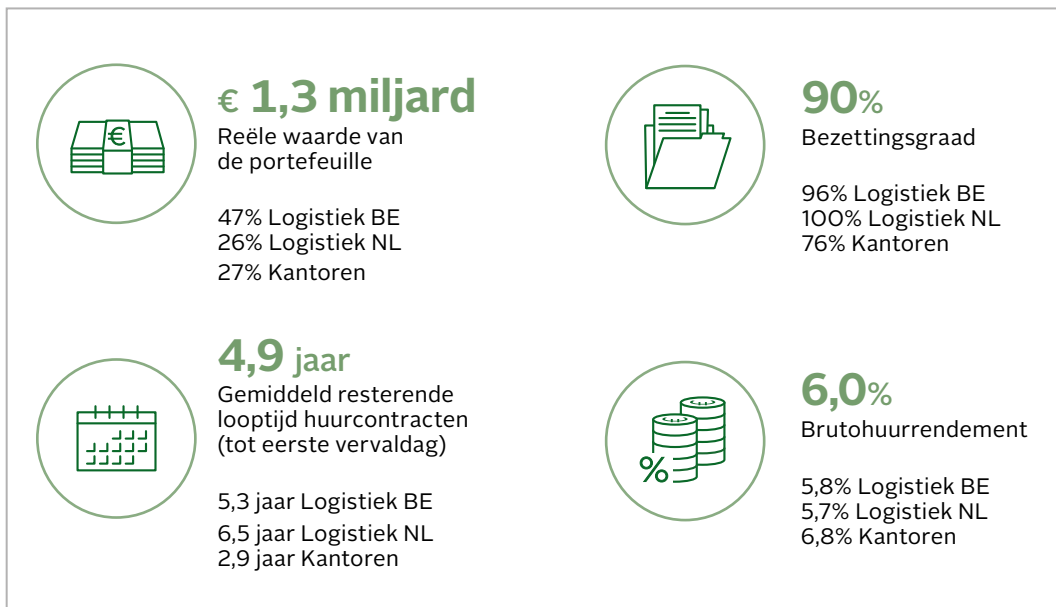 € 1,3 miljard
Reële waarde van
de portefeuille
47% Logistiek BE
26% Logistiek NL
27% Kantoren
90%
Bezettingsgraad
96% Logistiek BE
100% Logistiek NL
76% Kantoren
4,9 jaar
Gemiddeld resterende
looptijd huurcontracten
(tot eerste vervaldag)
5,3 jaar Logistiek BE
6,5 jaar Logistiek NL
2,9 jaar Kantoren
%
6,0%
Brutohuurrendement
5,8% Logistiek BE
5,7% Logistiek NL
6,8% Kantoren